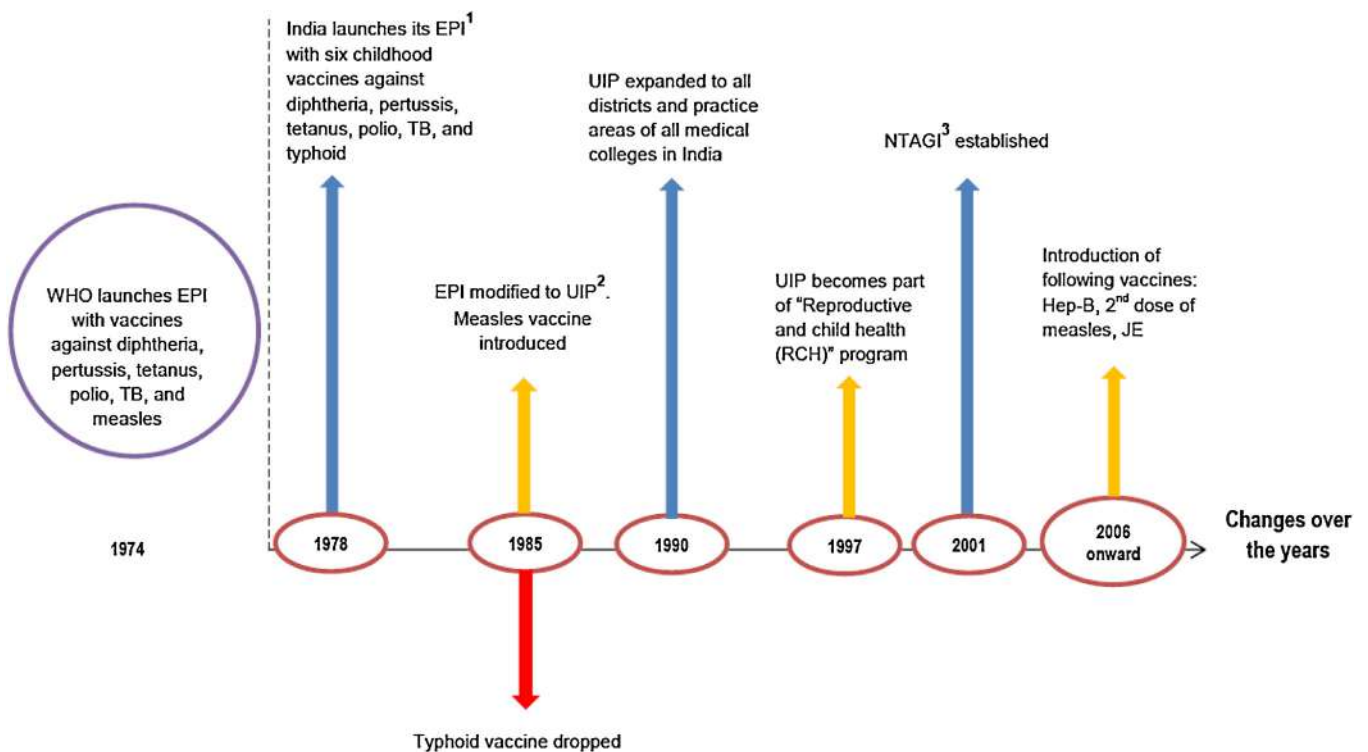 WHO launches EPI
with vaccines
against diphtheria,
pertussis, tetanus,
polio, TB, and
measles
1974
India launches its EPI¹
with six childhood
vaccines against
diphtheria, pertussis,
tetanus, polio, TB, and
typhoid
1978
EPI modified to UIP².
Measles vaccine
introduced
1985
Typhoid vaccine dropped
UIP expanded to all
districts and practice
areas of all medical
colleges in India
1990
UIP becomes part
of “Reproductive
and child health
(RCH)” program
1997
NTAGI³ established
2001
Introduction of
following vaccines:
Hep-B, 2ⁿᵈ dose of
measles, JE
2006
onward
Changes over
the years